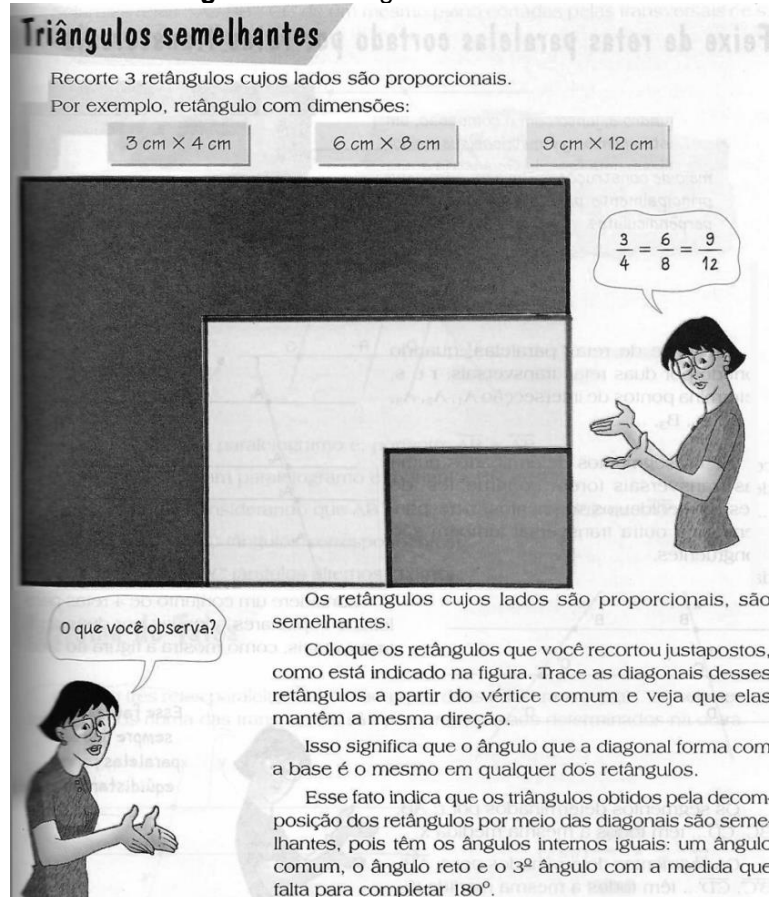 Triângulos semelhantes
Recorte 3 retângulos cujos lados são proporcionais.
Por exemplo, retângulo com dimensões:
3 cm × 4 cm
6 cm × 8 cm
9 cm × 12 cm
3/4 = 6/8 = 9/12
Os retângulos cujos lados são proporcionais, são
semelhantes.
O que você observa?
Coloque os retângulos que você recortou justapostos,
como está indicado na figura. Trace as diagonais desses
retângulos a partir do vértice comum e veja que elas
mantêm a mesma direção.
Isso significa que o ângulo que a diagonal forma com
a base é o mesmo em qualquer dos retângulos.
Esse fato indica que os triângulos obtidos pela decom-
posição dos retângulos por meio das diagonais são seme-
lhantes, pois têm os ângulos internos iguais: um ângulo
comum, o ângulo reto e o 3º ângulo com a medida que
falta para completar 180º.